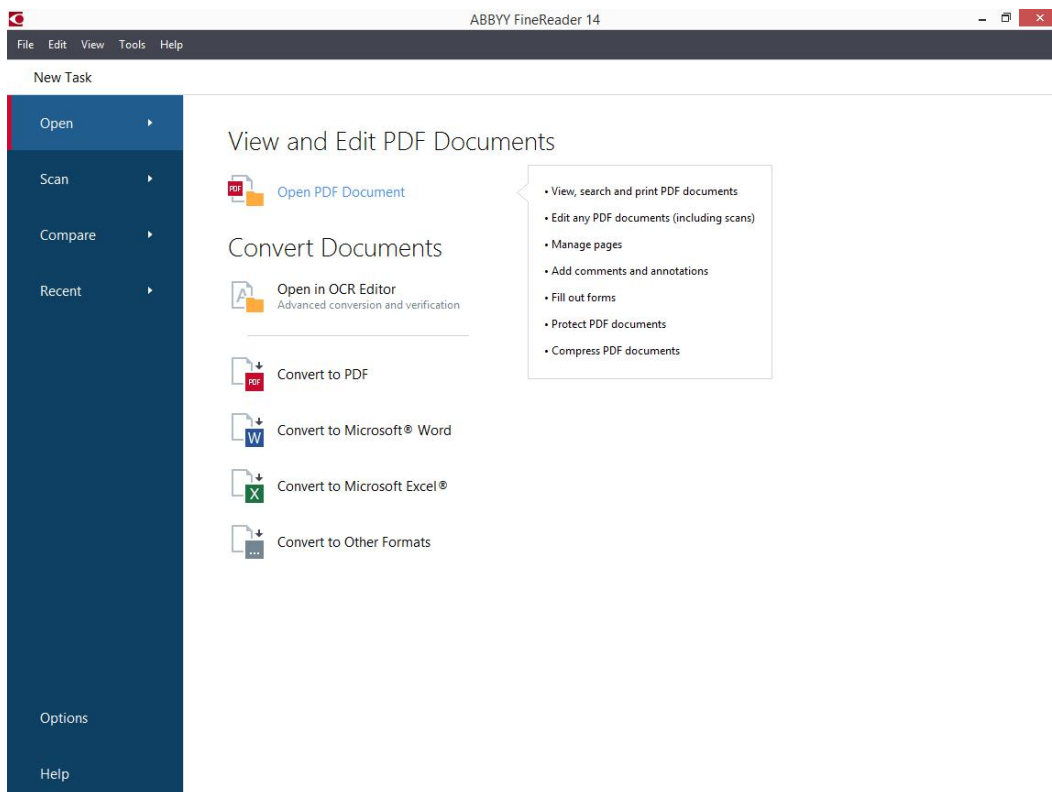 ABBYY FineReader 14
File Edit View Tools Help
New Task
Open
Scan
Compare
Recent
Options
Help
View and Edit PDF Documents
PDF
Open PDF Document
• View, search and print PDF documents
• Edit any PDF documents (including scans)
• Manage pages
• Add comments and annotations
• Fill out forms
• Protect PDF documents
• Compress PDF documents
Convert Documents
A
Open in OCR Editor
Advanced conversion and verification
PDF
Convert to PDF
W
Convert to Microsoft® Word
X
Convert to Microsoft Excel®
...
Convert to Other Formats